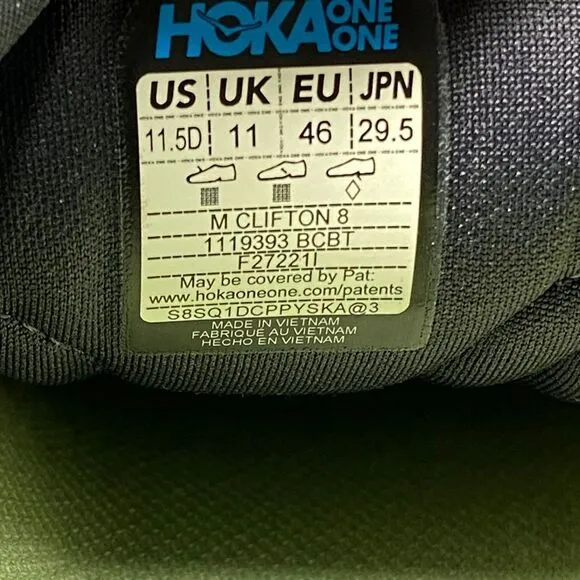 HOKA ONE ONE
US UK EU JPN
11.5D 11 46 29.5
M CLIFTON 8
1119393 BCBT
F27221I
May be covered by Pat:
www.hokaoneone.com/patents
S8SQ1DCPPYSKA@3
MADE IN VIETNAM
FABRIQUE AU VIETNAM
HECHO EN VIETNAM